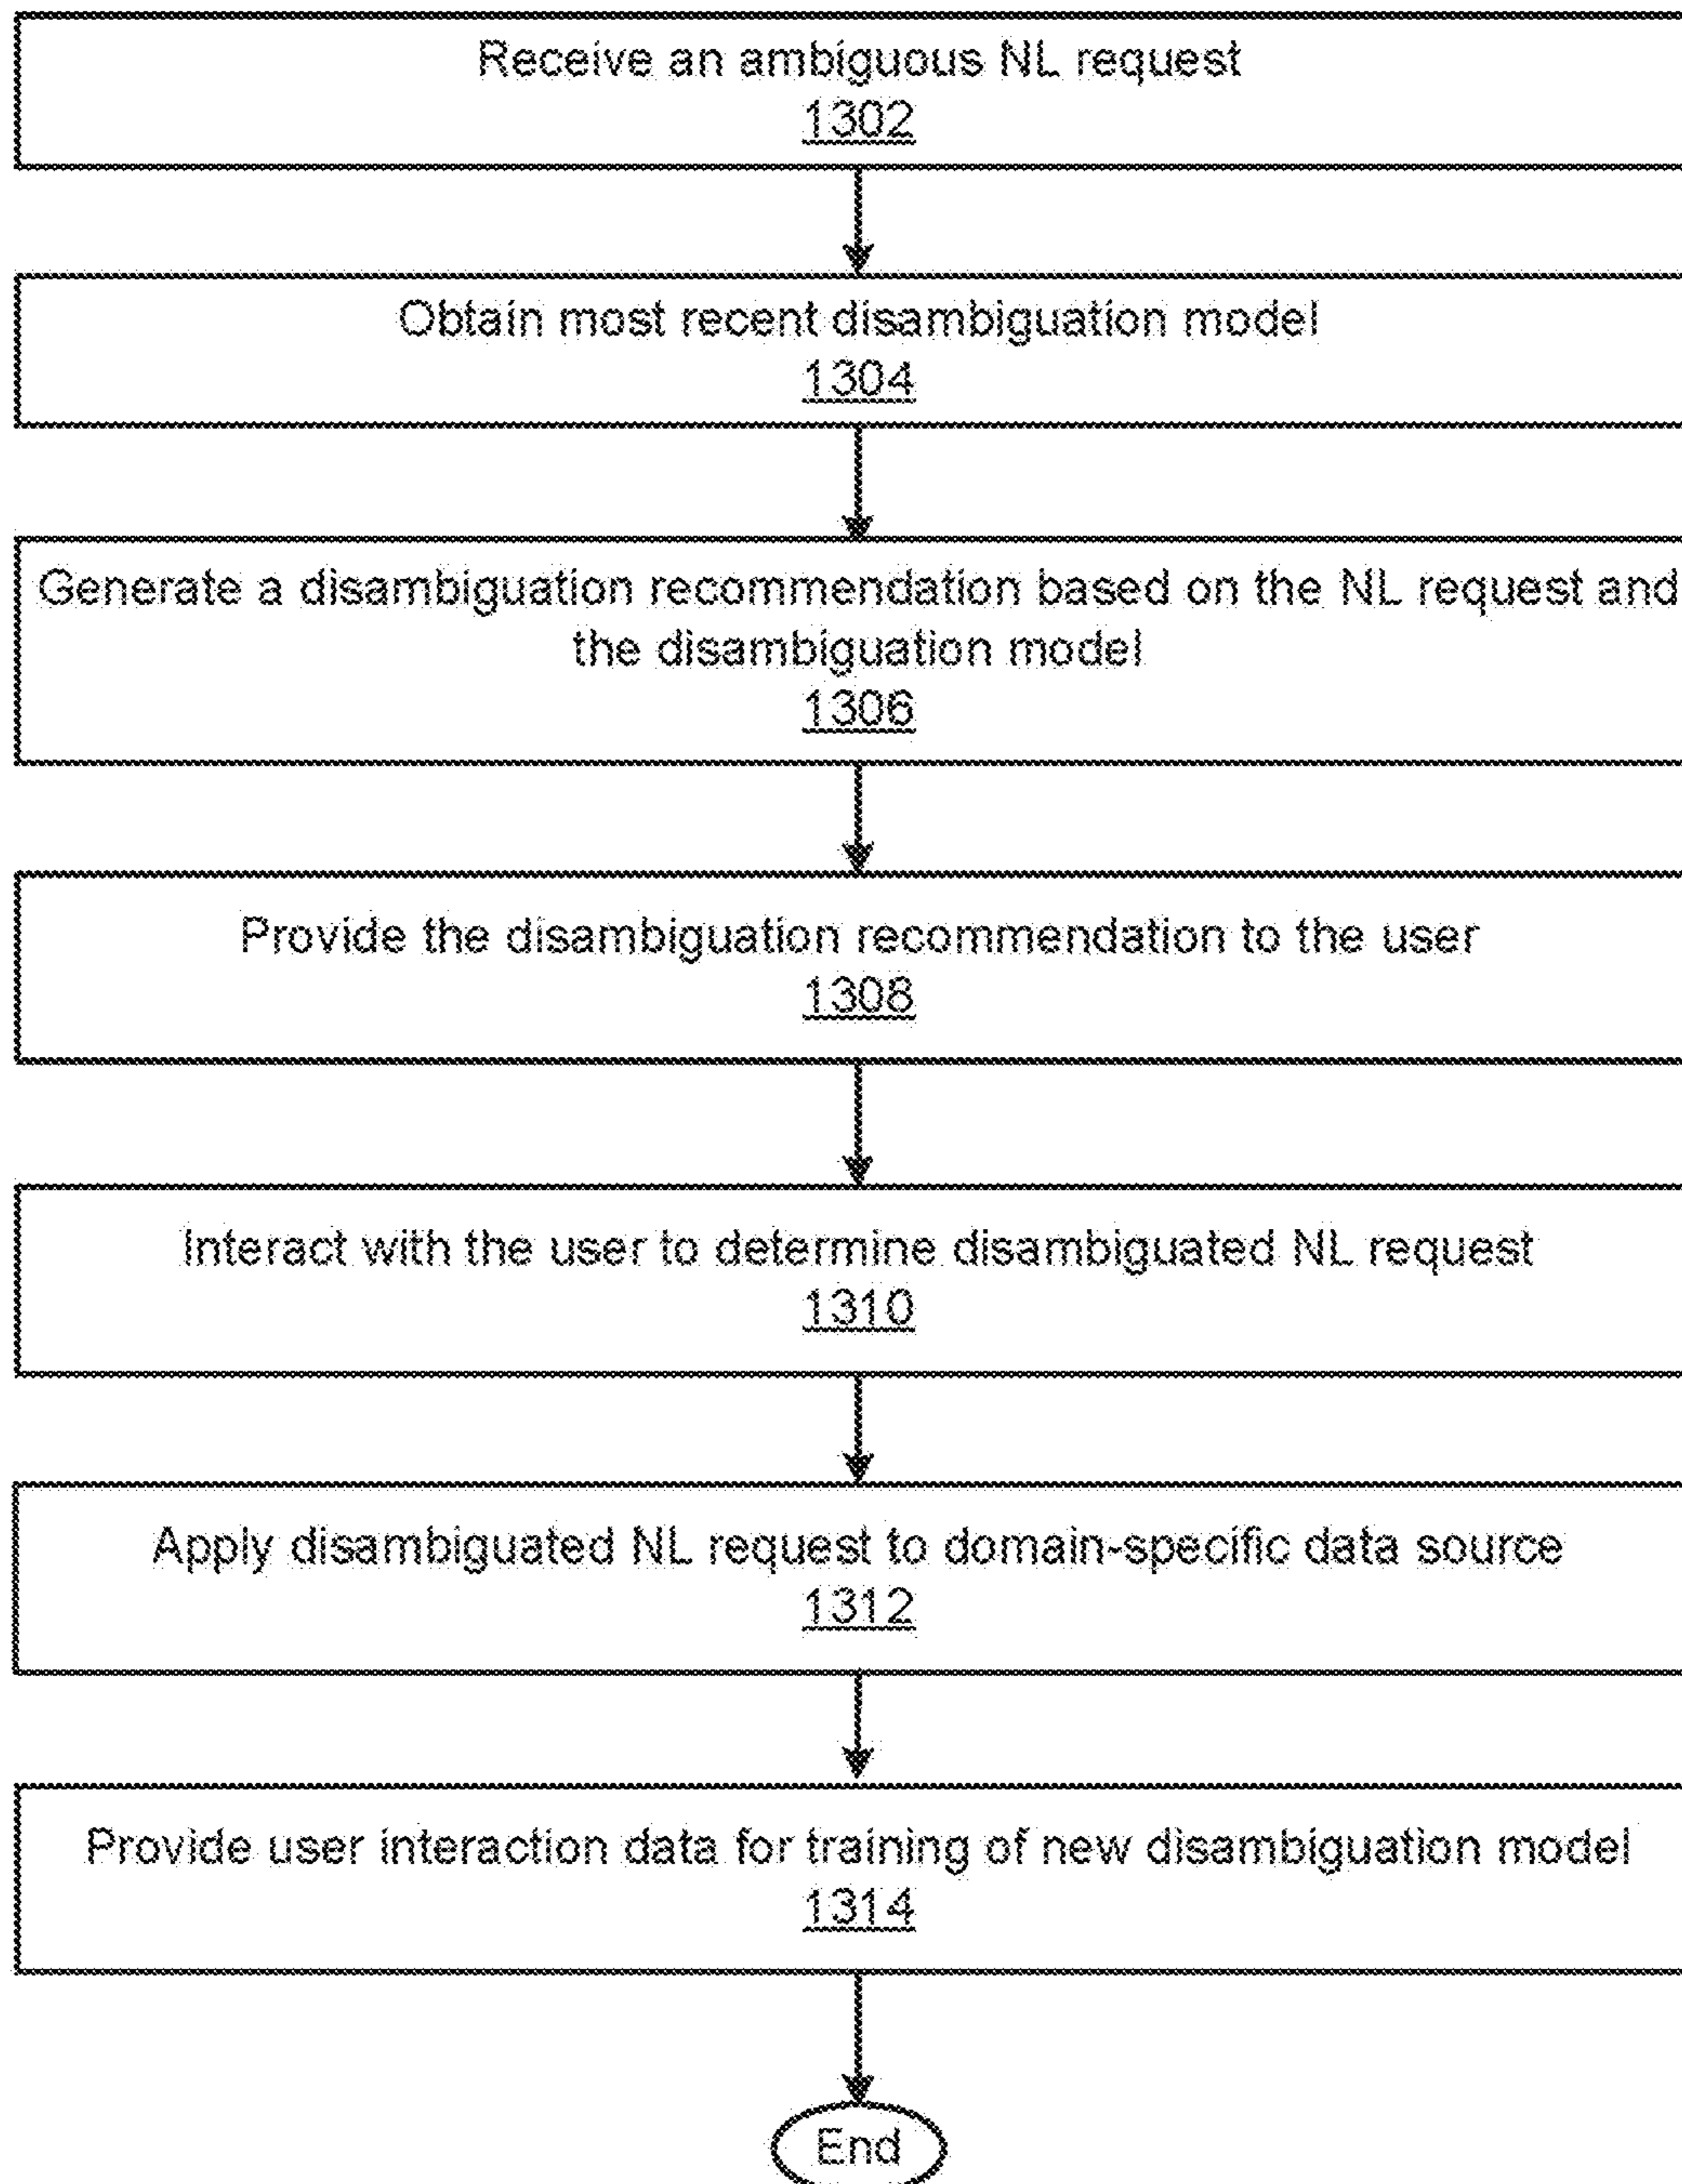 Receive an ambiguous NL request
1302
Obtain most recent disambiguation model
1304
Generate a disambiguation recommendation based on the NL request and
the disambiguation model
1306
Provide the disambiguation recommendation to the user
1308
Interact with the user to determine disambiguated NL request
1310
Apply disambiguated NL request to domain-specific data source
1312
Provide user interaction data for training of new disambiguation model
1314
End